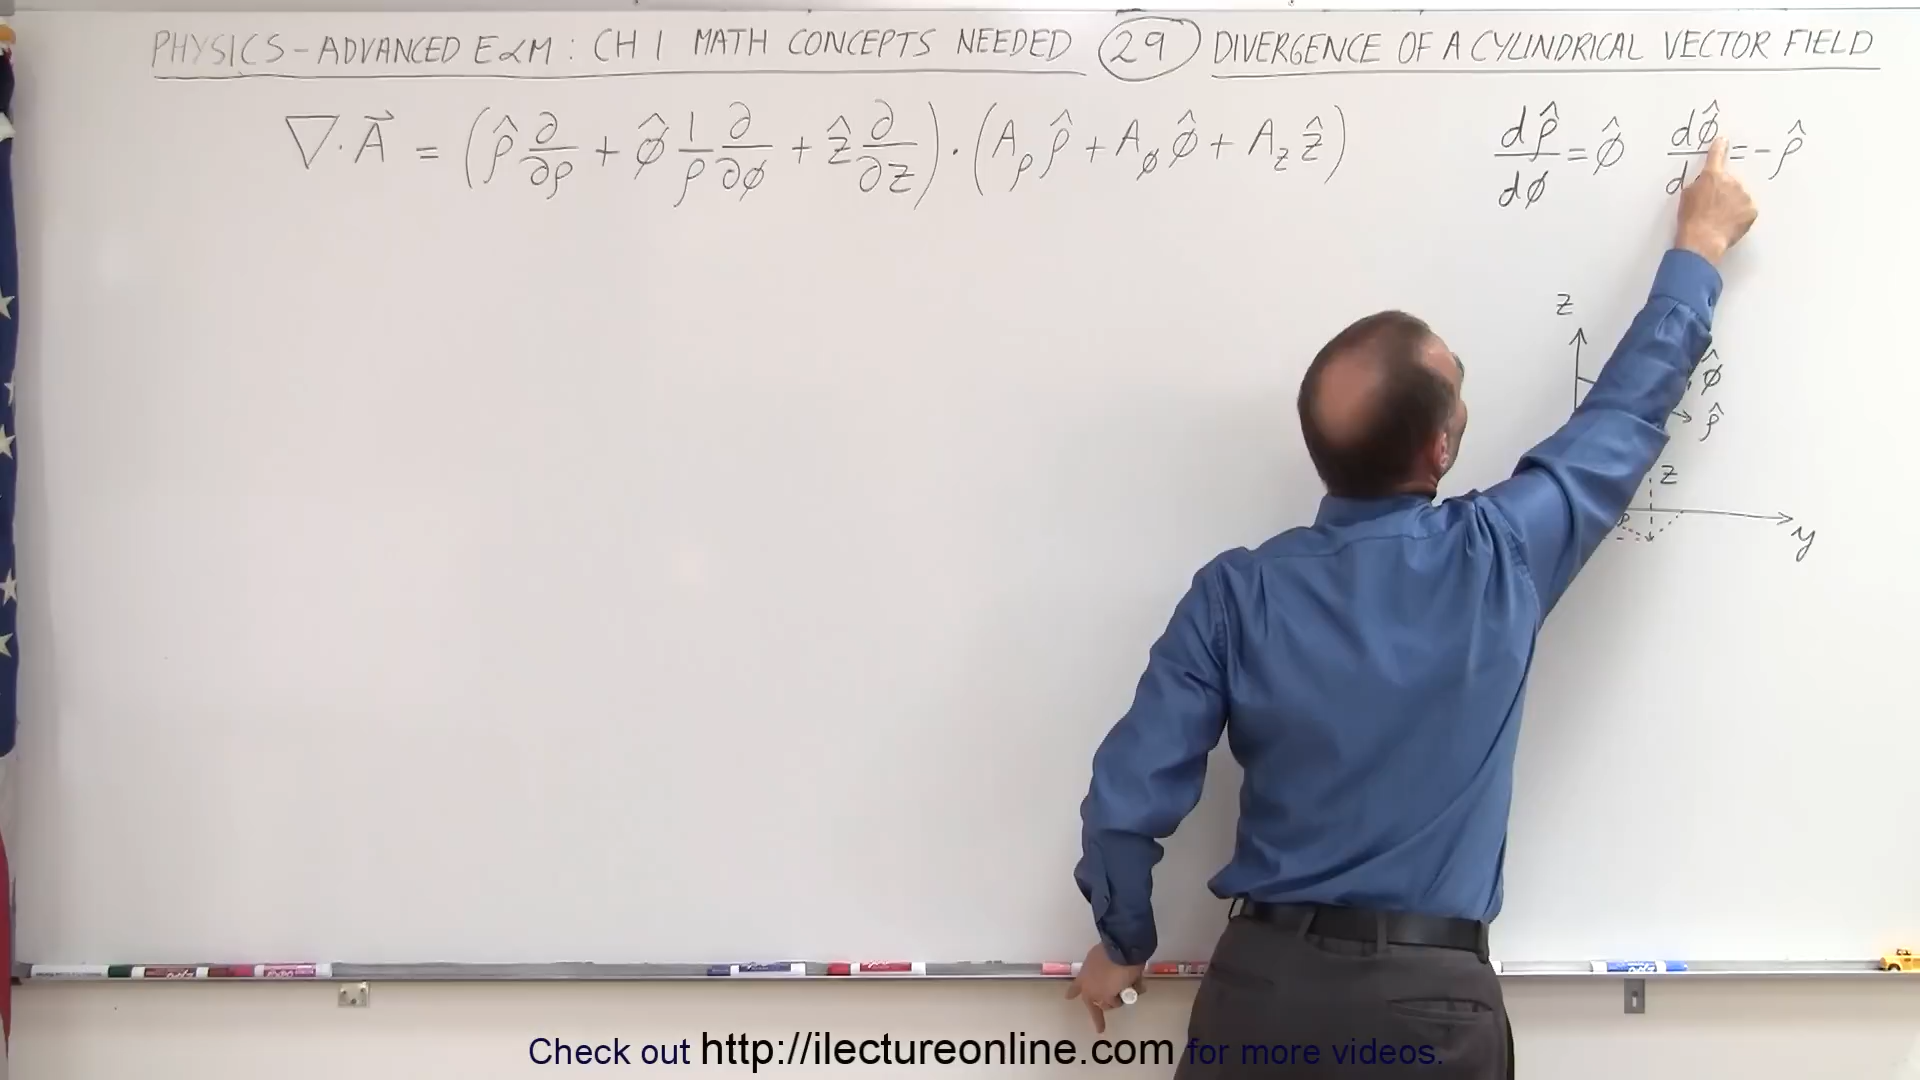 PHYSICS - ADVANCED E&M : CH 1 MATH CONCEPTS NEEDED 29 DIVERGENCE OF A CYLINDRICAL VECTOR FIELD
∇·A⃗ = (ρ̂ ∂/∂ρ + φ̂ 1/ρ ∂/∂φ + ẑ ∂/∂z) · (A_ρ ρ̂ + A_φ φ̂ + A_z ẑ) dρ̂/dφ = φ̂ dφ̂/d = -ρ̂
z
φ̂
ρ̂
z
ρ
y
Check out http://ilectureonline.com for more videos.